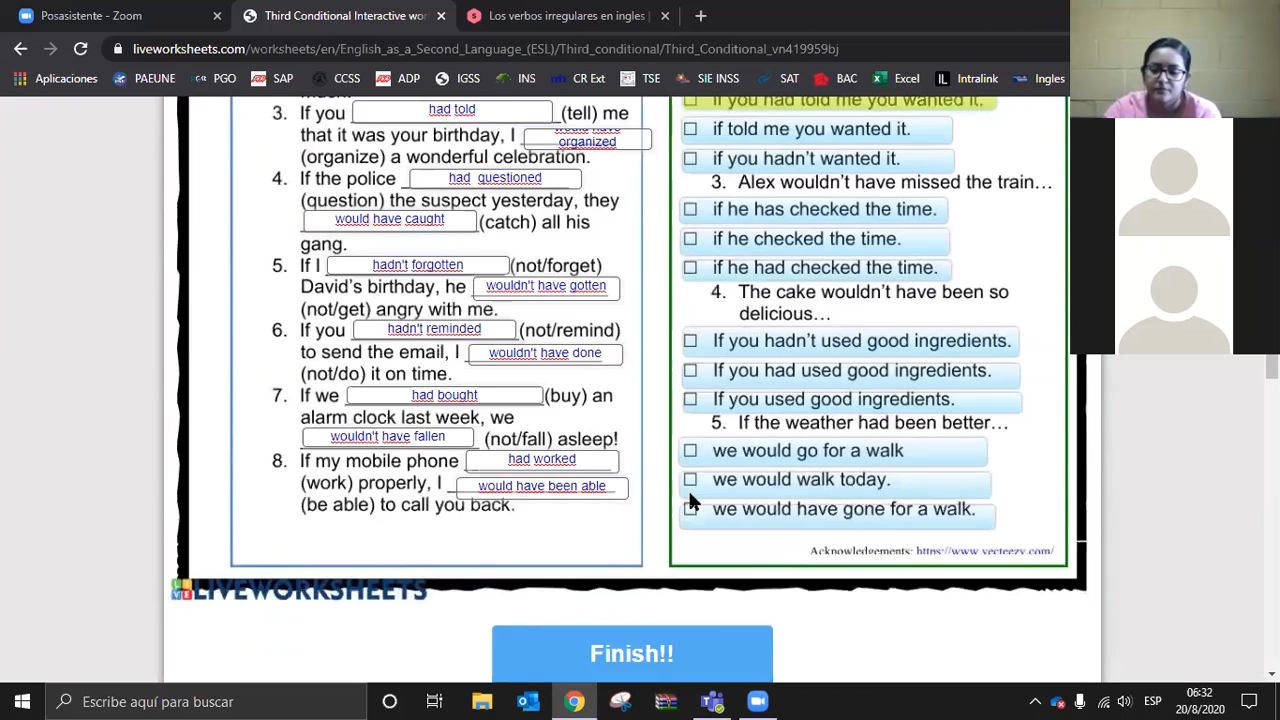 Posasistente - Zoom
Third Conditional Interactive wor
Los verbos irregulares en ingles |
liveworksheets.com/worksheets/en/English_as_a_Second_Language_(ESL)/Third_conditional/Third_Conditional_vn419959bj
Aplicaciones PAEUNE PGO SAP CCSS ADP IGSS INS CR Ext TSE SIE INSS SAT BAC Excel Intralink Ingles
3. If you had told (tell) me
that it was your birthday, I would have organized
(organize) a wonderful celebration.
4. If the police had questioned
(question) the suspect yesterday, they
would have caught (catch) all his
gang.
5. If I hadn't forgotten (not/forget)
David's birthday, he wouldn't have gotten
(not/get) angry with me.
6. If you hadn't reminded (not/remind)
to send the email, I wouldn't have done
(not/do) it on time.
7. If we had bought (buy) an
alarm clock last week, we
wouldn't have fallen (not/fall) asleep!
8. If my mobile phone had worked
(work) properly, I would have been able
(be able) to call you back.
if you had told me you wanted it.
if told me you wanted it.
if you hadn't wanted it.
3. Alex wouldn't have missed the train…
if he has checked the time.
if he checked the time.
if he had checked the time.
4. The cake wouldn't have been so
delicious…
If you hadn't used good ingredients.
If you had used good ingredients.
If you used good ingredients.
5. If the weather had been better…
we would go for a walk
we would walk today.
we would have gone for a walk.
Acknowledgements: https://www.vecteezy.com/
LIVEWORKSHEETS
Finish!!
Escribe aquí para buscar
ESP
06:32
20/8/2020